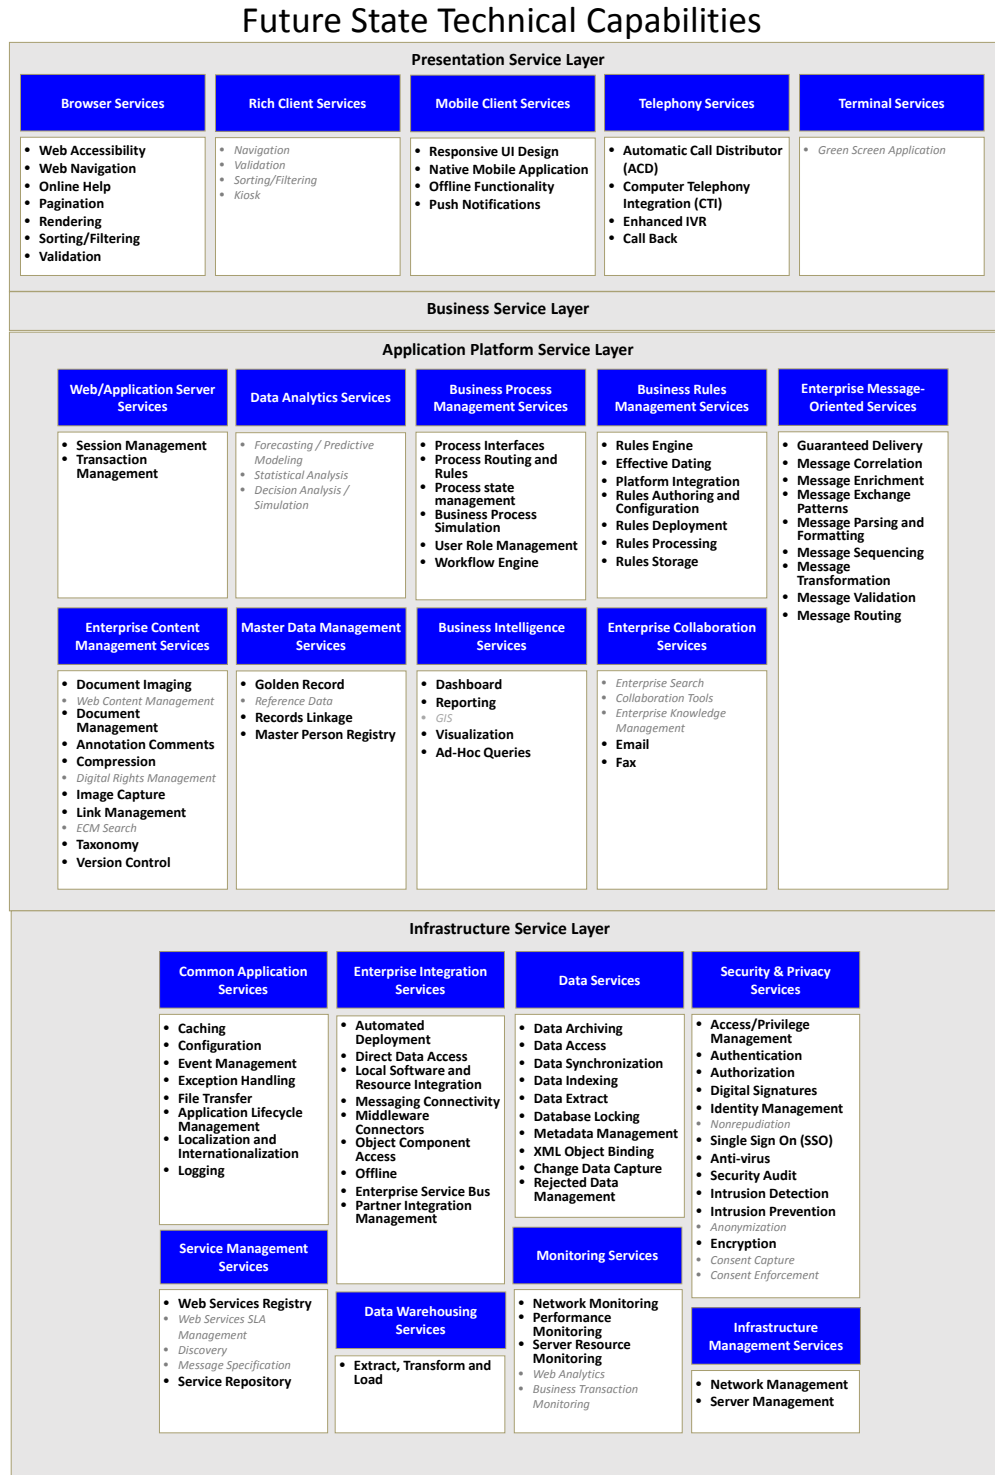 Future State Technical Capabilities
Presentation Service Layer
Browser Services
• Web Accessibility
• Web Navigation
• Online Help
• Pagination
• Rendering
• Sorting/Filtering
• Validation
Rich Client Services
• Navigation
• Validation
• Sorting/Filtering
• Kiosk
Mobile Client Services
• Responsive UI Design
• Native Mobile Application
• Offline Functionality
• Push Notifications
Telephony Services
• Automatic Call Distributor
(ACD)
• Computer Telephony
Integration (CTI)
• Enhanced IVR
• Call Back
Terminal Services
• Green Screen Application
Business Service Layer
Application Platform Service Layer
Web/Application Server
Services
• Session Management
• Transaction
Management
Data Analytics Services
• Forecasting / Predictive
Modeling
• Statistical Analysis
• Decision Analysis /
Simulation
Business Process
Management Services
• Process Interfaces
• Process Routing and
Rules
• Process state
management
• Business Process
Simulation
• User Role Management
• Workflow Engine
Business Rules
Management Services
• Rules Engine
• Effective Dating
• Platform Integration
• Rules Authoring and
Configuration
• Rules Deployment
• Rules Processing
• Rules Storage
Enterprise Message-
Oriented Services
• Guaranteed Delivery
• Message Correlation
• Message Enrichment
• Message Exchange
Patterns
• Message Parsing and
Formatting
• Message Sequencing
• Message
Transformation
• Message Validation
• Message Routing
Enterprise Content
Management Services
• Document Imaging
• Web Content Management
• Document
Management
• Annotation Comments
• Compression
• Digital Rights Management
• Image Capture
• Link Management
• ECM Search
• Taxonomy
• Version Control
Master Data Management
Services
• Golden Record
• Reference Data
• Records Linkage
• Master Person Registry
Business Intelligence
Services
• Dashboard
• Reporting
• GIS
• Visualization
• Ad-Hoc Queries
Enterprise Collaboration
Services
• Enterprise Search
• Collaboration Tools
• Enterprise Knowledge
Management
• Email
• Fax
Infrastructure Service Layer
Common Application
Services
• Caching
• Configuration
• Event Management
• Exception Handling
• File Transfer
• Application Lifecycle
Management
• Localization and
Internationalization
• Logging
Enterprise Integration
Services
• Automated
Deployment
• Direct Data Access
• Local Software and
Resource Integration
• Messaging Connectivity
• Middleware
Connectors
• Object Component
Access
• Offline
• Enterprise Service Bus
• Partner Integration
Management
Data Services
• Data Archiving
• Data Access
• Data Synchronization
• Data Indexing
• Data Extract
• Database Locking
• Metadata Management
• XML Object Binding
• Change Data Capture
• Rejected Data
Management
Security & Privacy
Services
• Access/Privilege
Management
• Authentication
• Authorization
• Digital Signatures
• Identity Management
• Nonrepudiation
• Single Sign On (SSO)
• Anti-virus
• Security Audit
• Intrusion Detection
• Intrusion Prevention
• Anonymization
• Encryption
• Consent Capture
• Consent Enforcement
Service Management
Services
• Web Services Registry
• Web Services SLA
Management
• Discovery
• Message Specification
• Service Repository
Data Warehousing
Services
• Extract, Transform and
Load
Monitoring Services
• Network Monitoring
• Performance
Monitoring
• Server Resource
Monitoring
• Web Analytics
• Business Transaction
Monitoring
Infrastructure
Management Services
• Network Management
• Server Management